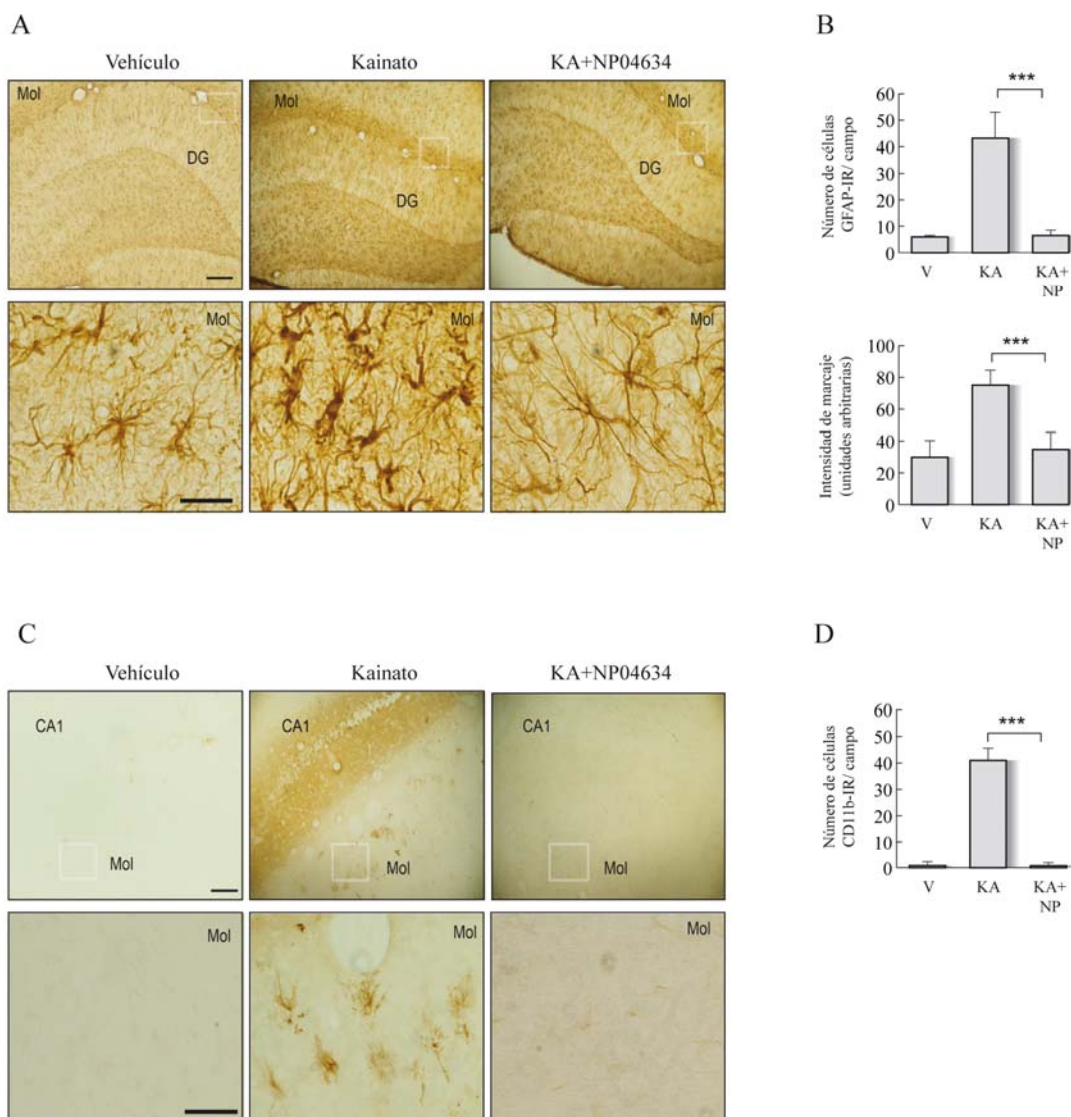 A
Vehículo
Kainato
KA+NP04634
Mol
DG
Mol
DG
Mol
DG
Mol
Mol
Mol
B
***
Número de células
GFAP-IR/ campo
60
50
40
30
20
10
0
V
KA
KA+
NP
***
Intensidad de marcaje
(unidades arbitrarias)
100
80
60
40
20
0
V
KA
KA+
NP
C
Vehículo
Kainato
KA+NP04634
CA1
Mol
CA1
Mol
CA1
Mol
Mol
Mol
Mol
D
***
Número de células
CD11b-IR/ campo
60
50
40
30
20
10
0
V
KA
KA+
NP